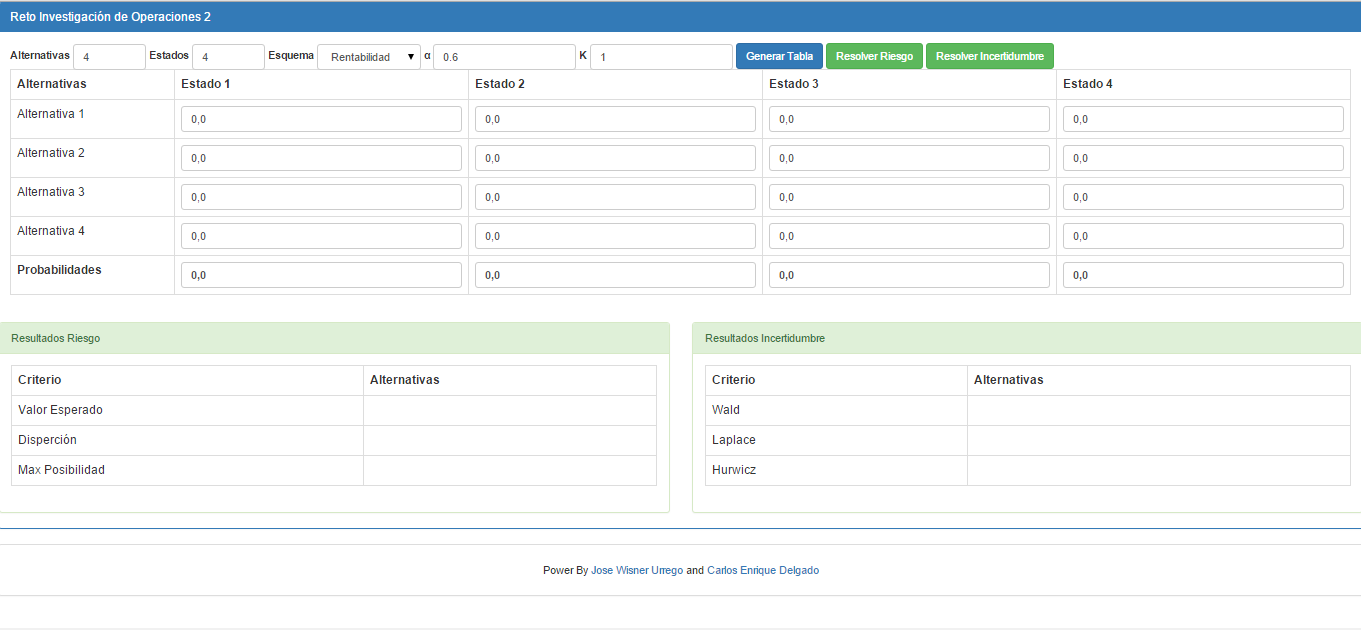 Reto Investigación de Operaciones 2
Alternativas 4 Estados 4 Esquema Rentabilidad α 0.6 K 1 Generar Tabla Resolver Riesgo Resolver Incertidumbre
Alternativas Estado 1 Estado 2 Estado 3 Estado 4
Alternativa 1 0,0 0,0 0,0 0,0
Alternativa 2 0,0 0,0 0,0 0,0
Alternativa 3 0,0 0,0 0,0 0,0
Alternativa 4 0,0 0,0 0,0 0,0
Probabilidades 0,0 0,0 0,0 0,0
Resultados Riesgo
Criterio Alternativas
Valor Esperado
Disperción
Max Posibilidad
Resultados Incertidumbre
Criterio Alternativas
Wald
Laplace
Hurwicz
Power By Jose Wisner Urrego and Carlos Enrique Delgado